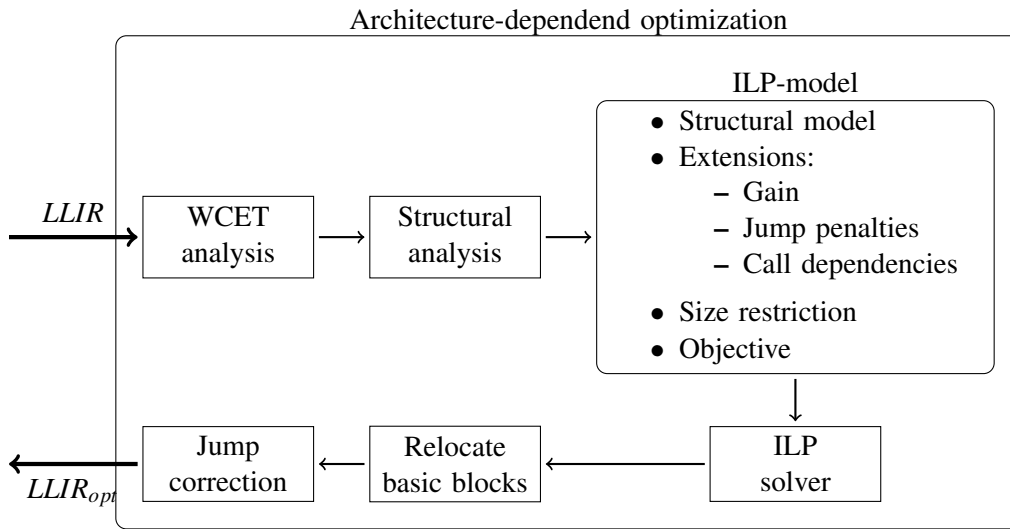 Architecture-dependend optimization
ILP-model
• Structural model
• Extensions:
– Gain
– Jump penalties
– Call dependencies
• Size restriction
• Objective
LLIR
WCET
analysis
Structural
analysis
LLIRopt
Jump
correction
Relocate
basic blocks
ILP
solver